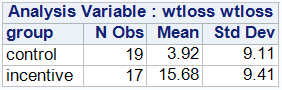 Analysis Variable : wtloss wtloss
group N Obs Mean Std Dev
control 19 3.92 9.11
incentive 17 15.68 9.41